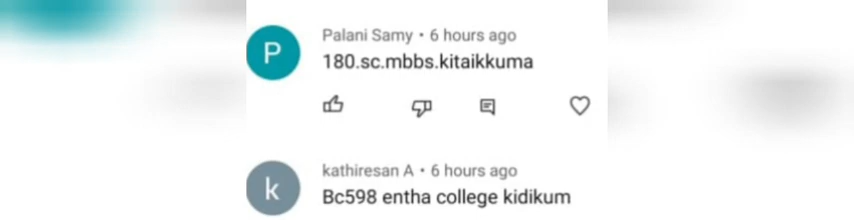 P
Palani Samy • 6 hours ago
180.sc.mbbs.kitaikkuma
k
kathiresan A • 6 hours ago
Bc598 entha college kidikum